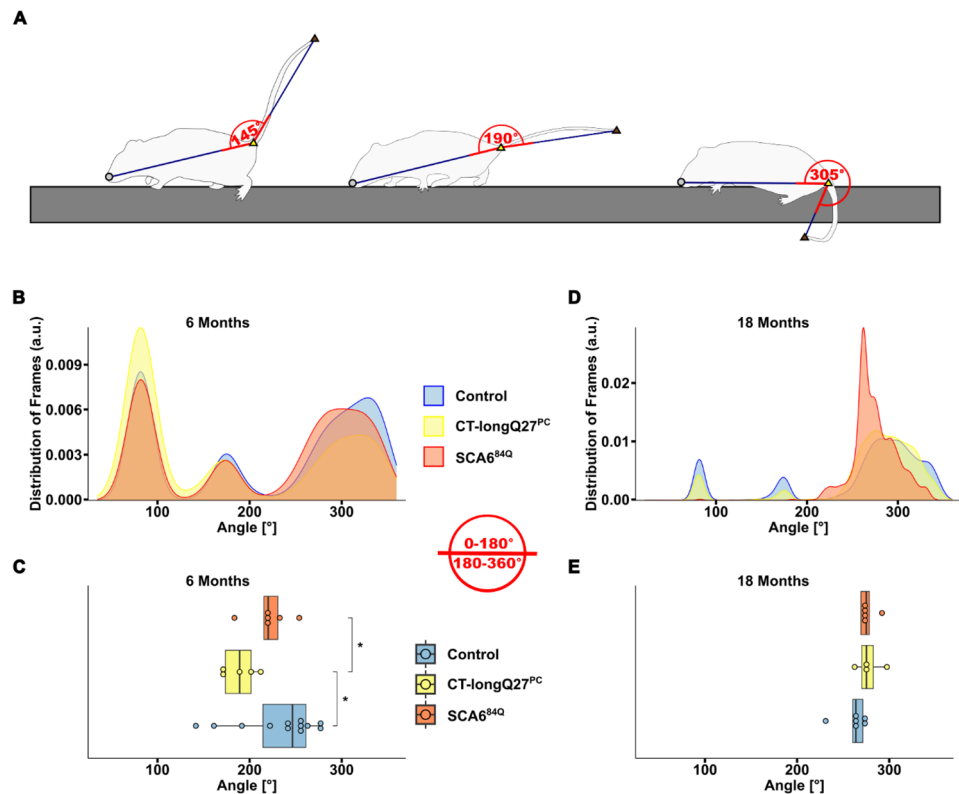 A
145°
190°
305°
B
6 Months
Distribution of Frames (a.u.)
0.009
0.006
0.003
0.000
100
200
300
Angle [°]
Control
CT-longQ27PC
SCA684Q
D
18 Months
Distribution of Frames (a.u.)
0.02
0.01
0.00
100
200
300
Angle [°]
0-180°
180-360°
C
6 Months
*
*
100
200
300
Angle [°]
Control
CT-longQ27PC
SCA684Q
E
18 Months
100
200
300
Angle [°]